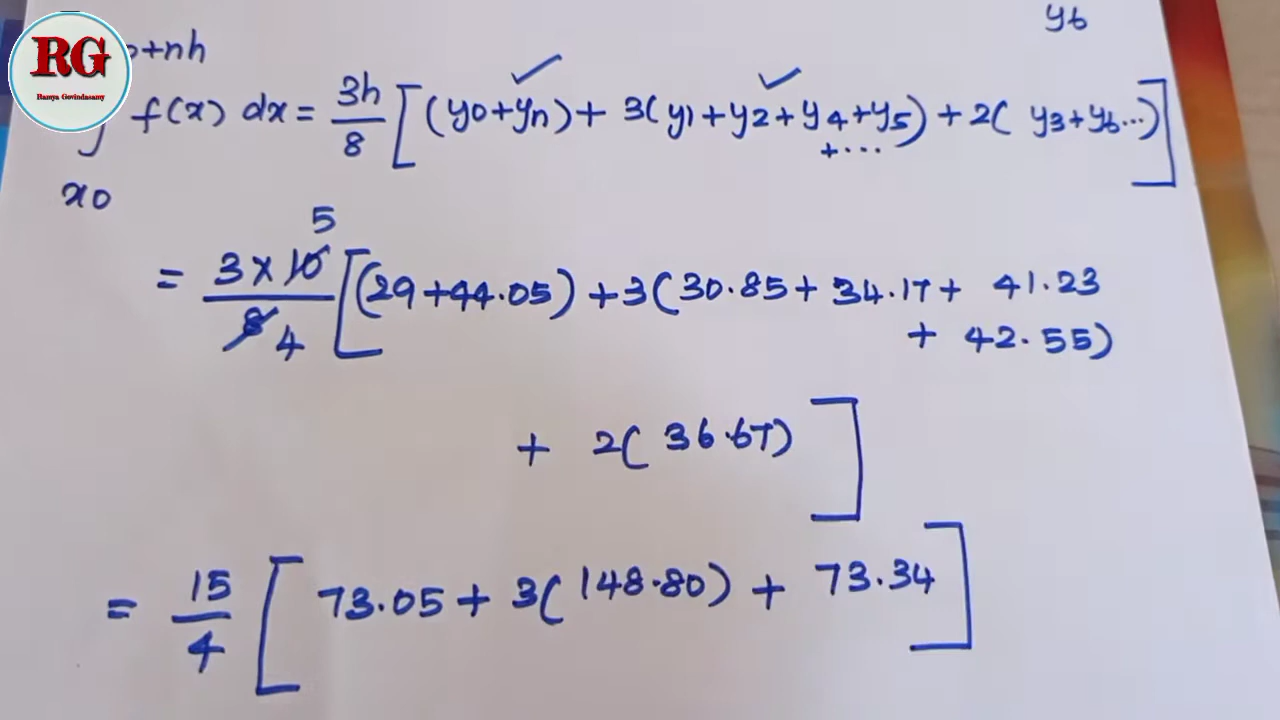 RG
Ramya Govindasamy
y6
+nh
∫ f(x) dx = 3h/8 [(y0+yn) + 3(y1+y2+y4+y5) + 2( y3+y6...)]
+...
x0
= 3×10/8 [(29+44.05) + 3(30.85 + 34.17 + 41.23
5
4
+ 42.55)
+ 2(36.67) ]
= 15/4 [ 73.05 + 3(148.80) + 73.34 ]